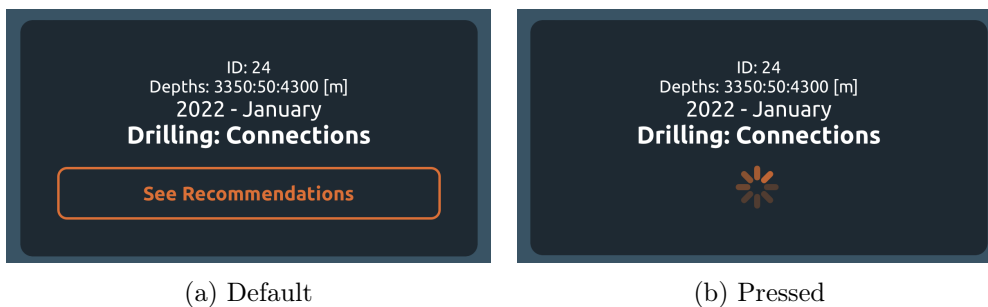 ID: 24
Depths: 3350:50:4300 [m]
2022 - January
Drilling: Connections
See Recommendations
(a) Default
ID: 24
Depths: 3350:50:4300 [m]
2022 - January
Drilling: Connections
(b) Pressed